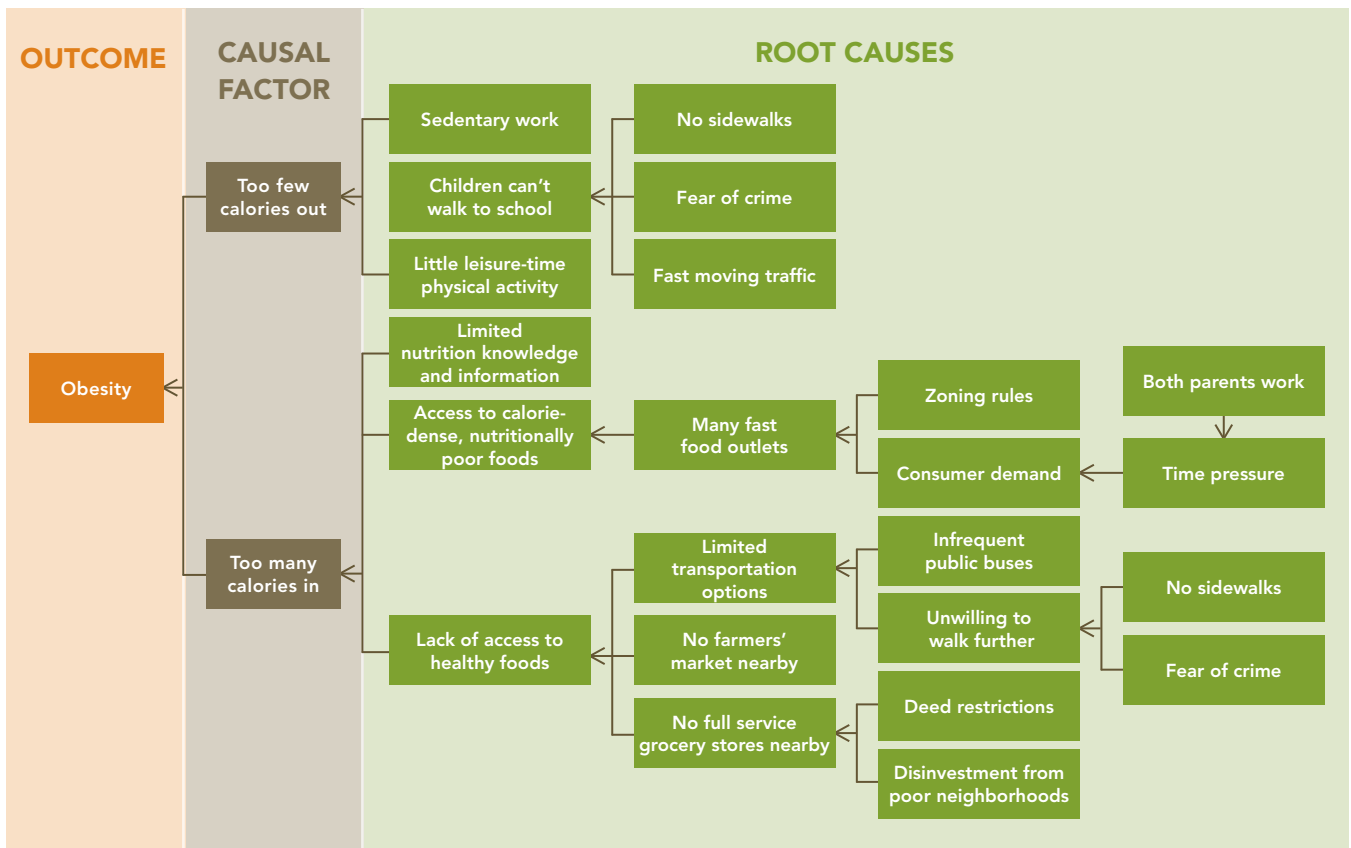 OUTCOME
CAUSAL
FACTOR
ROOT CAUSES
Sedentary work
No sidewalks
Too few
calories out
Children can’t
walk to school
Fear of crime
Little leisure-time
physical activity
Fast moving traffic
Limited
nutrition knowledge
and information
Obesity
Access to calorie-
dense, nutritionally
poor foods
Many fast
food outlets
Zoning rules
Both parents work
Consumer demand
Time pressure
Too many
calories in
Lack of access to
healthy foods
Limited
transportation
options
Infrequent
public buses
Unwilling to
walk further
No sidewalks
Fear of crime
No farmers’
market nearby
No full service
grocery stores nearby
Deed restrictions
Disinvestment from
poor neighborhoods